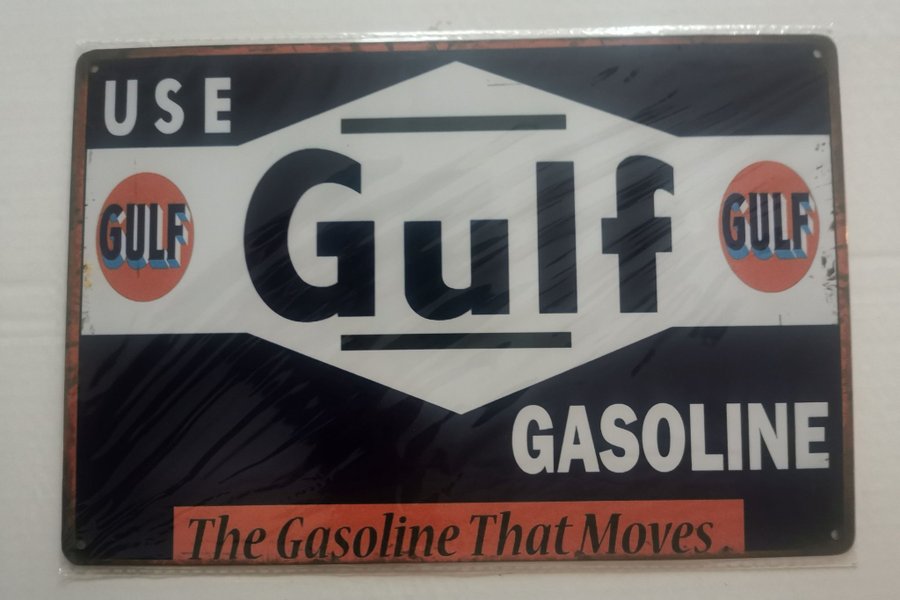 USE
GULF
Gulf
GULF
GASOLINE
The Gasoline That Moves